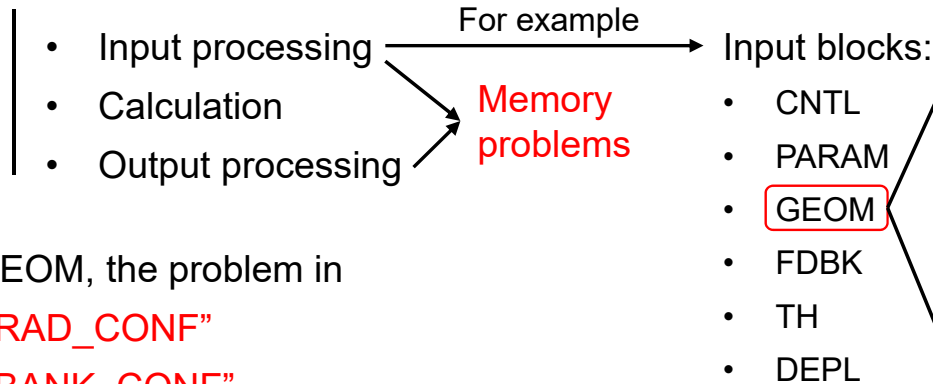 For example
• Input processing
• Calculation
• Output processing
Memory
problems
Input blocks:
• CNTL
• PARAM
• GEOM
• FDBK
• TH
• DEPL
EOM, the problem in
RAD_CONF”
BANK_CONF”